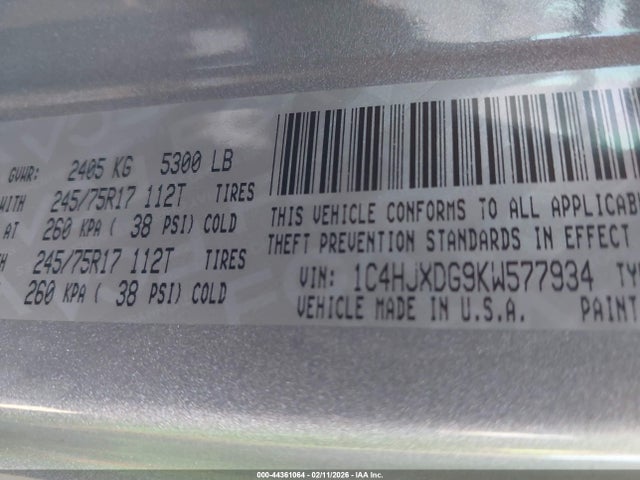 GVWR: 2405 KG 5300 LB
WITH 245/75R17 112T TIRES
AT 260 KPA ( 38 PSI) COLD
245/75R17 112T TIRES
260 KPA ( 38 PSI) COLD
THIS VEHICLE CONFORMS TO ALL APPLICAB
THEFT PREVENTION STANDARDS IN EFFECT
VIN: 1C4HJXDG9KW577934 TY
VEHICLE MADE IN U.S.A. PAINT
000-44361064 - 02/11/2026 - IAA Inc.